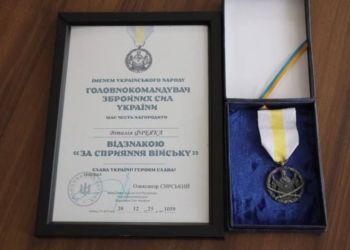 ІМЕНЕМ УКРАЇНСЬКОГО НАРОДУ
ГОЛОВНОКОМАНДУВАЧ
ЗБРОЙНИХ СИЛ
УКРАЇНИ
МАЄ ЧЕСТЬ НАГОРОДИТИ
Віталія
ВІДЗНАКОЮ
«ЗА СПРИЯННЯ ВІЙСЬКУ»
СЛАВА УКРАЇНІ! ГЕРОЯМ СЛАВА!
Олександр СИРСЬКИЙ